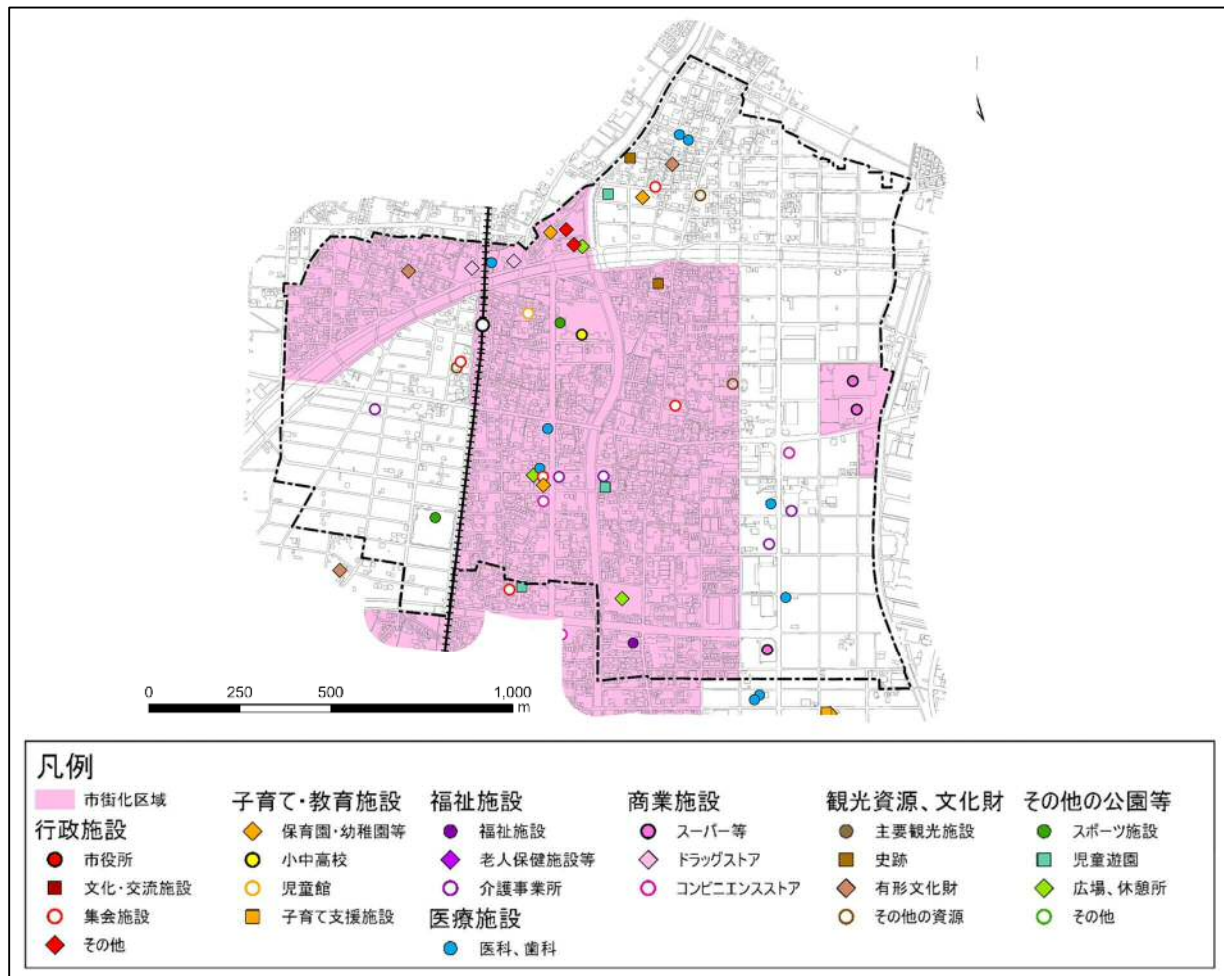 0 250 500 1,000
m
凡例
市街化区域
行政施設
市役所
文化・交流施設
集会施設
その他
子育て・教育施設
保育園・幼稚園等
小中高校
児童館
子育て支援施設
福祉施設
福祉施設
老人保健施設等
介護事業所
医療施設
医科、歯科
商業施設
スーパー等
ドラッグストア
コンビニエンスストア
観光資源、文化財
主要観光施設
史跡
有形文化財
その他の資源
その他の公園等
スポーツ施設
児童遊園
広場、休憩所
その他